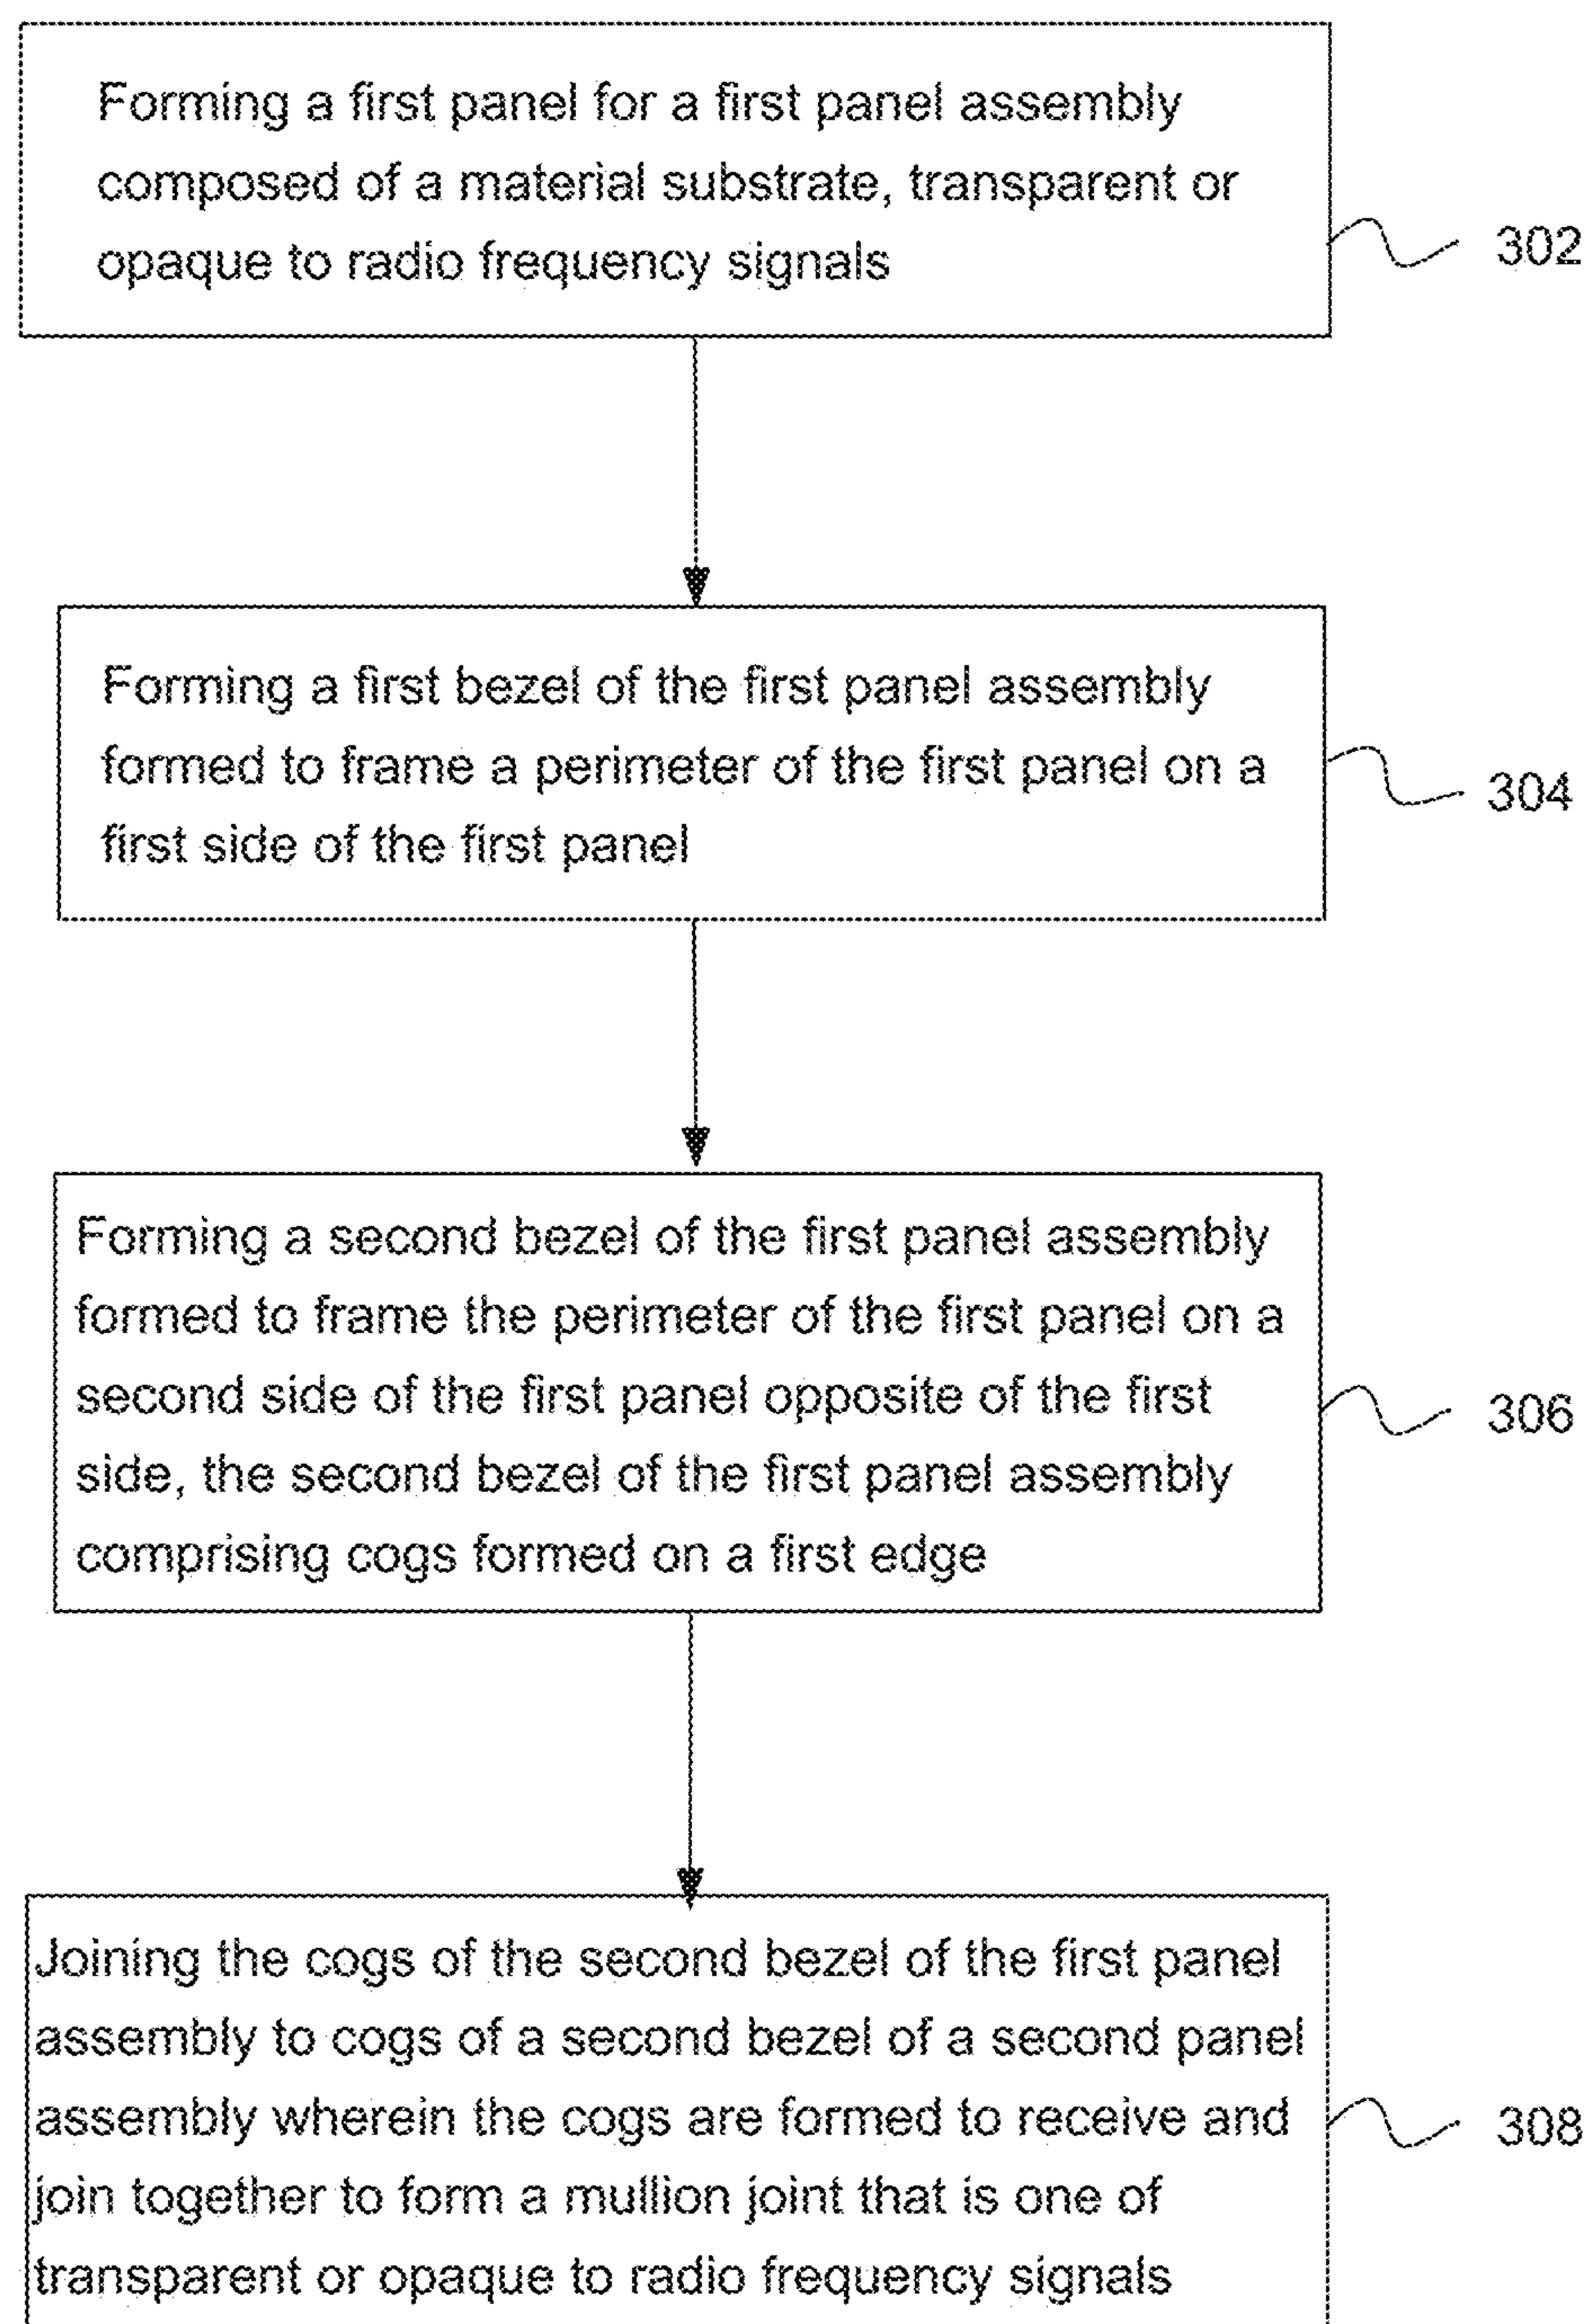 Forming a first panel for a first panel assembly
composed of a material substrate, transparent or
opaque to radio frequency signals
302
Forming a first bezel of the first panel assembly
formed to frame a perimeter of the first panel on a
first side of the first panel
304
Forming a second bezel of the first panel assembly
formed to frame the perimeter of the first panel on a
second side of the first panel opposite of the first
side, the second bezel of the first panel assembly
comprising cogs formed on a first edge
306
Joining the cogs of the second bezel of the first panel
assembly to cogs of a second bezel of a second panel
assembly wherein the cogs are formed to receive and
join together to form a mullion joint that is one of
transparent or opaque to radio frequency signals
308